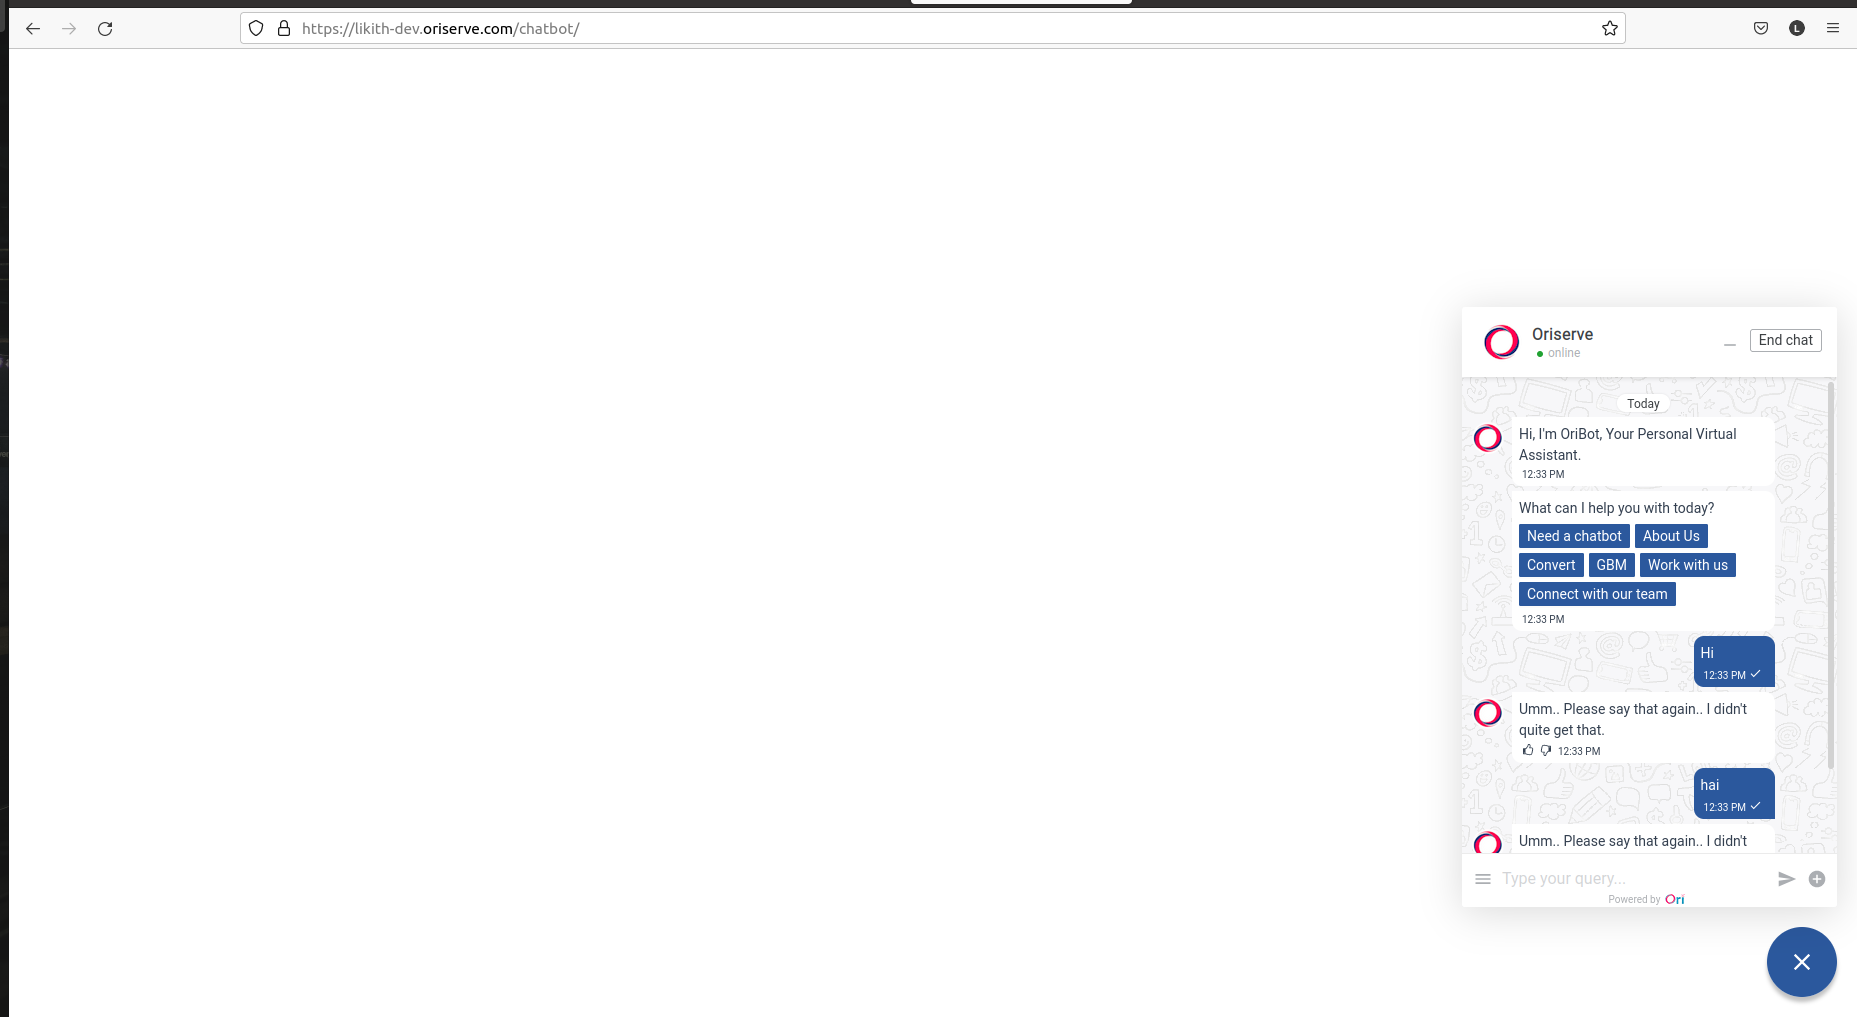 https://likith-dev.oriserve.com/chatbot/
L
Oriserve
online
End chat
Today
Hi, I'm OriBot, Your Personal Virtual
Assistant.
12:33 PM
What can I help you with today?
Need a chatbot About Us
Convert GBM Work with us
Connect with our team
12:33 PM
Hi
12:33 PM
Umm.. Please say that again.. I didn't
quite get that.
12:33 PM
hai
12:33 PM
Umm.. Please say that again.. I didn't
Type your query...
Powered by Ori